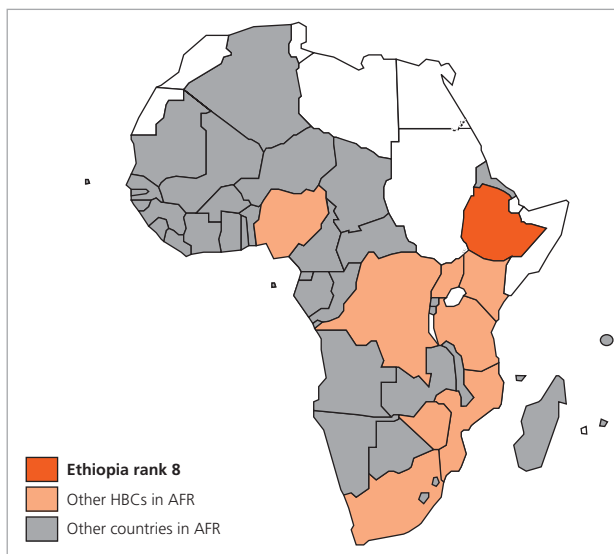 Ethiopia rank 8
Other HBCs in AFR
Other countries in AFR